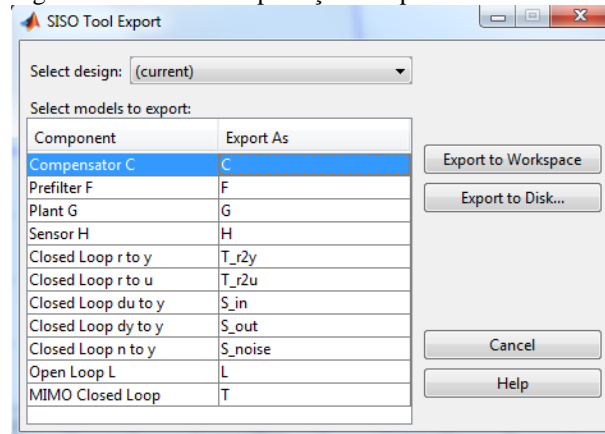 SISO Tool Export
Select design: (current)
Select models to export:
Component Export As
Compensator C C
Prefilter F F
Plant G G
Sensor H H
Closed Loop r to y T_r2y
Closed Loop r to u T_r2u
Closed Loop du to y S_in
Closed Loop dy to y S_out
Closed Loop n to y S_noise
Open Loop L L
MIMO Closed Loop T
Export to Workspace
Export to Disk...
Cancel
Help